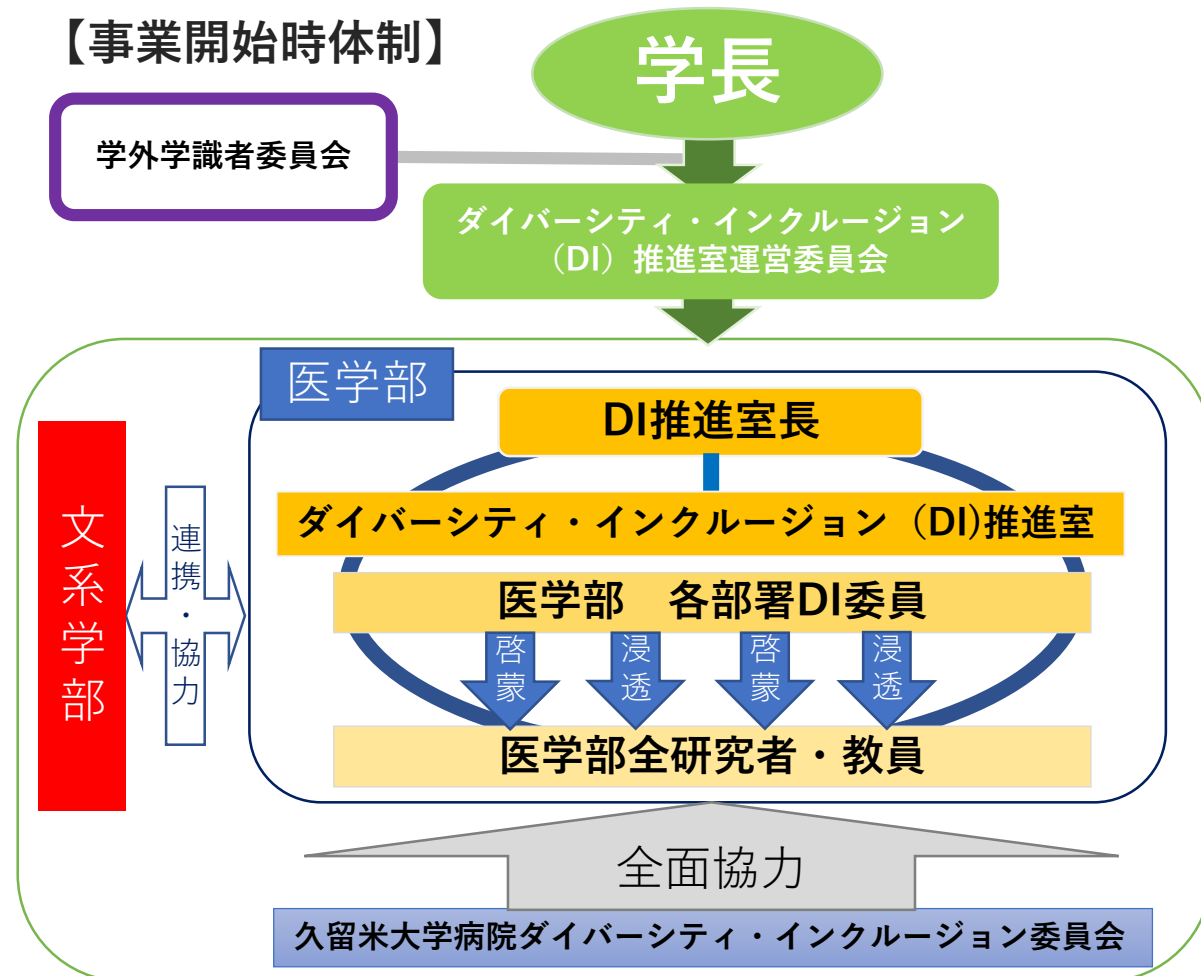 【事業開始時体制】
学長
学外学識者委員会
ダイバーシティ・インクルージョン
（DI）推進室運営委員会
医学部
DI推進室長
ダイバーシティ・インクルージョン（DI)推進室
文系学部
連携・協力
医学部　各部署DI委員
啓蒙
浸透
啓蒙
浸透
医学部全研究者・教員
全面協力
久留米大学病院ダイバーシティ・インクルージョン委員会